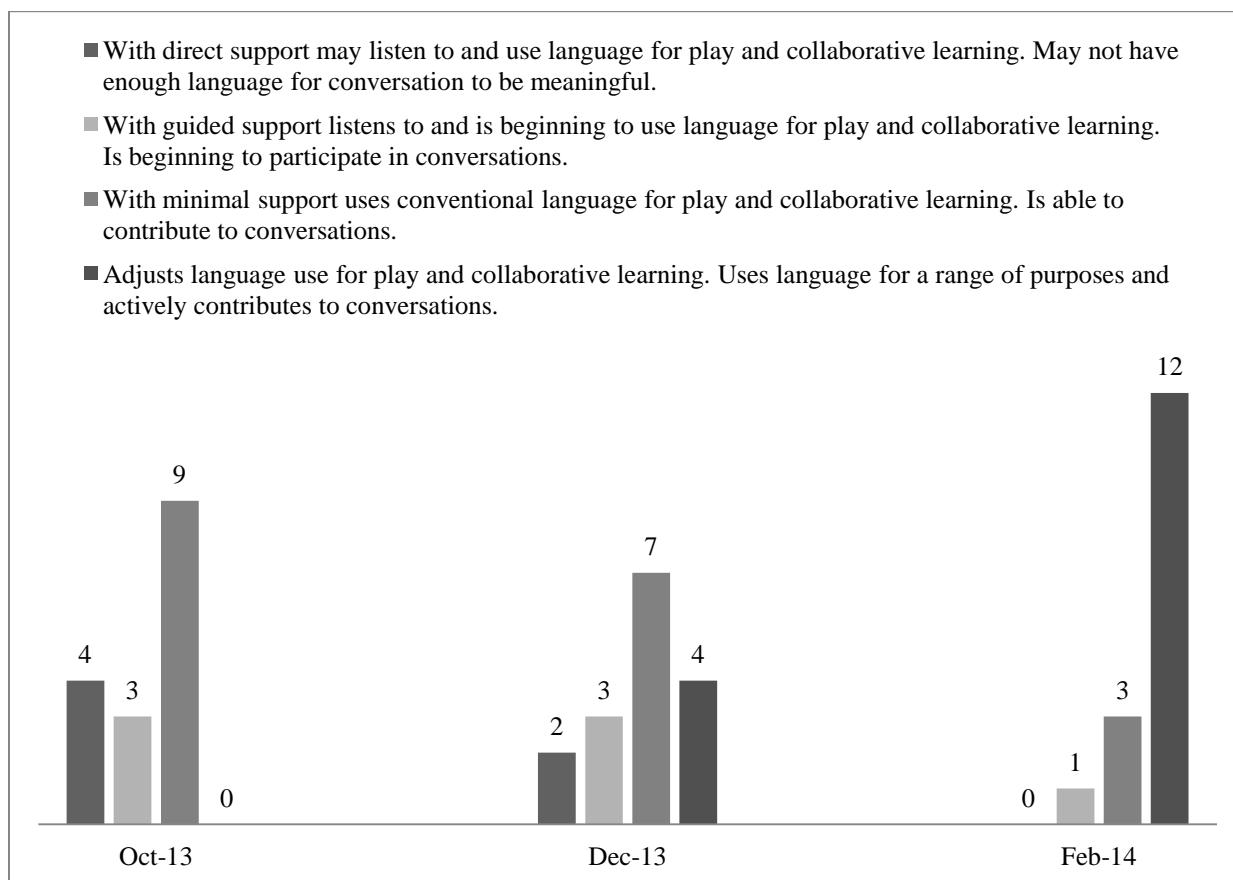 With direct support may listen to and use language for play and collaborative learning. May not have
enough language for conversation to be meaningful.
With guided support listens to and is beginning to use language for play and collaborative learning.
Is beginning to participate in conversations.
With minimal support uses conventional language for play and collaborative learning. Is able to
contribute to conversations.
Adjusts language use for play and collaborative learning. Uses language for a range of purposes and
actively contributes to conversations.
4
3
9
0
2
3
7
4
0
1
3
12
Oct-13
Dec-13
Feb-14